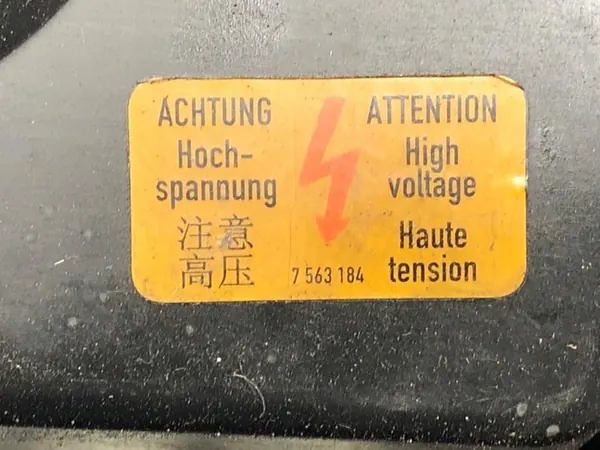 ACHTUNG
Hoch-
spannung
注意
高压
7 563 184
ATTENTION
High
voltage
Haute
tension